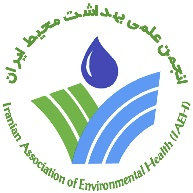 انجمن علمی بهداشت محیط ایران
Iranian Association of Environmental Health (IAEH)